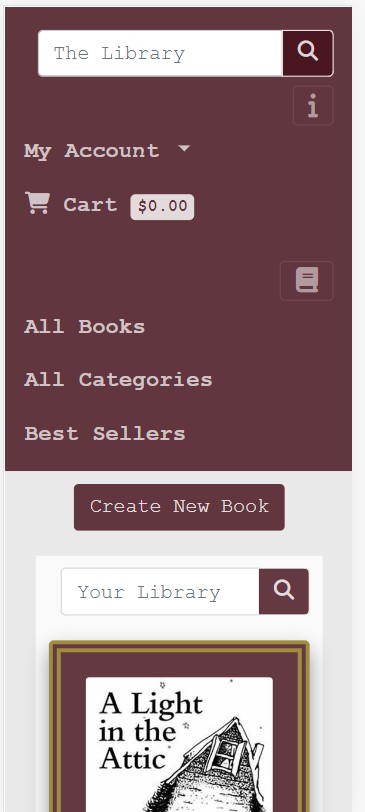 The Library
My Account
Cart $0.00
All Books
All Categories
Best Sellers
Create New Book
Your Library
A Light
in the
Attic